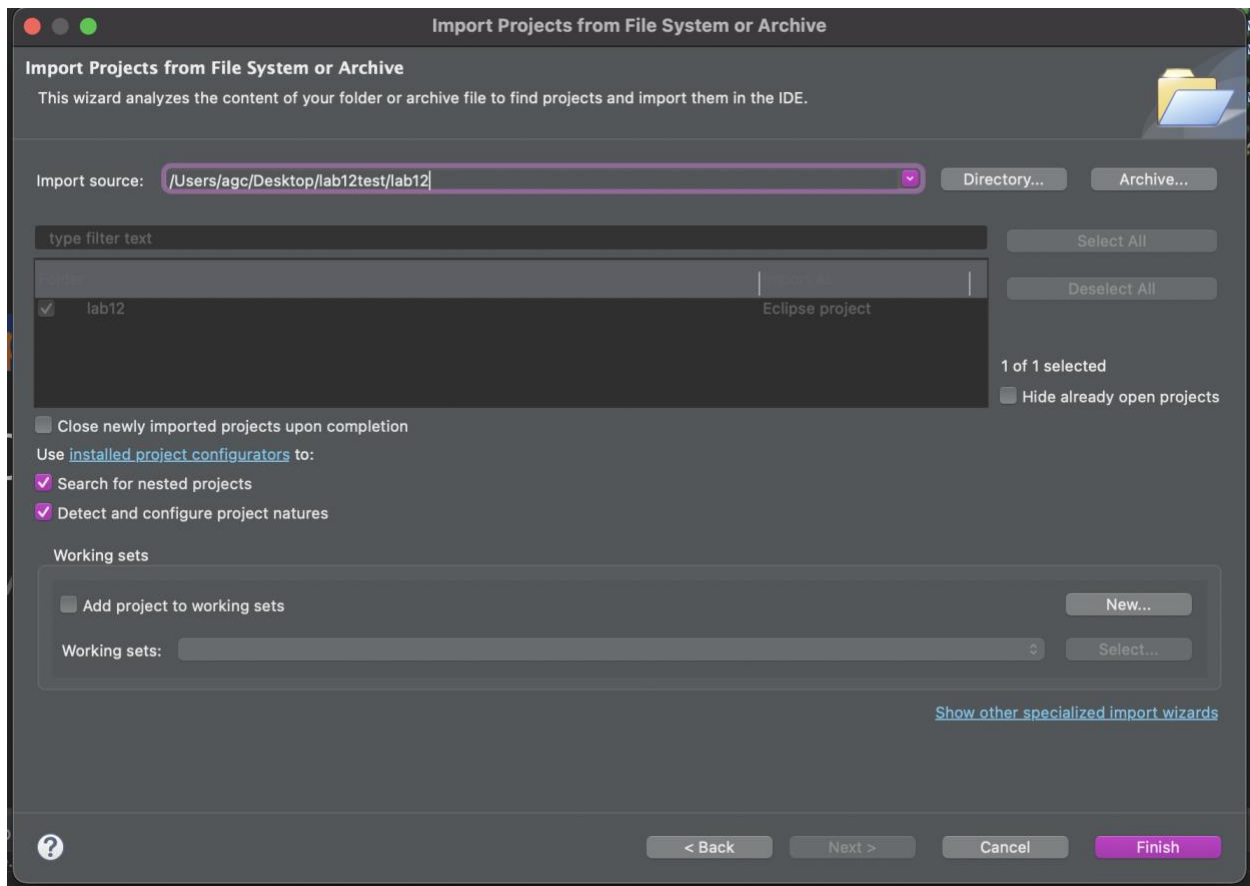 Import Projects from File System or Archive
Import Projects from File System or Archive
This wizard analyzes the content of your folder or archive file to find projects and import them in the IDE.
Import source: /Users/agc/Desktop/lab12test/lab12 Directory... Archive...
type filter text
Select All
Folder Import as
Deselect All
lab12 Eclipse project
1 of 1 selected
Hide already open projects
Close newly imported projects upon completion
Use installed project configurators to:
Search for nested projects
Detect and configure project natures
Working sets
Add project to working sets New...
Working sets: Select...
Show other specialized import wizards
? < Back Next > Cancel Finish